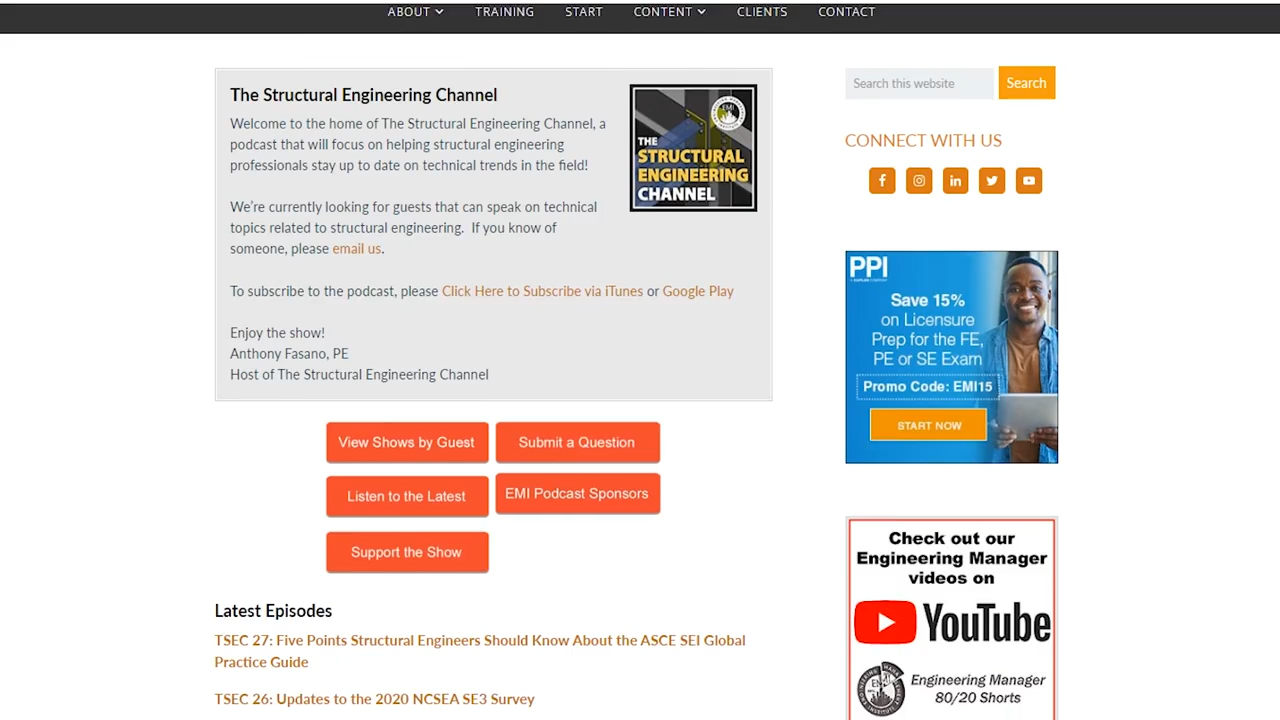 ABOUT TRAINING START CONTENT CLIENTS CONTACT
The Structural Engineering Channel
Welcome to the home of The Structural Engineering Channel, a
podcast that will focus on helping structural engineering
professionals stay up to date on technical trends in the field!
We're currently looking for guests that can speak on technical
topics related to structural engineering. If you know of
someone, please email us.
To subscribe to the podcast, please Click Here to Subscribe via iTunes or Google Play
Enjoy the show!
Anthony Fasano, PE
Host of The Structural Engineering Channel
EMI
THE
STRUCTURAL
ENGINEERING
CHANNEL
View Shows by Guest
Submit a Question
Listen to the Latest
EMI Podcast Sponsors
Support the Show
Latest Episodes
TSEC 27: Five Points Structural Engineers Should Know About the ASCE SEI Global
Practice Guide
TSEC 26: Updates to the 2020 NCSEA SE3 Survey
Search this website
Search
CONNECT WITH US
PPI
Save 15%
on Licensure
Prep for the FE,
PE or SE Exam
Promo Code: EMI15
START NOW
Check out our
Engineering Manager
videos on
YouTube
Engineering Manager
80/20 Shorts